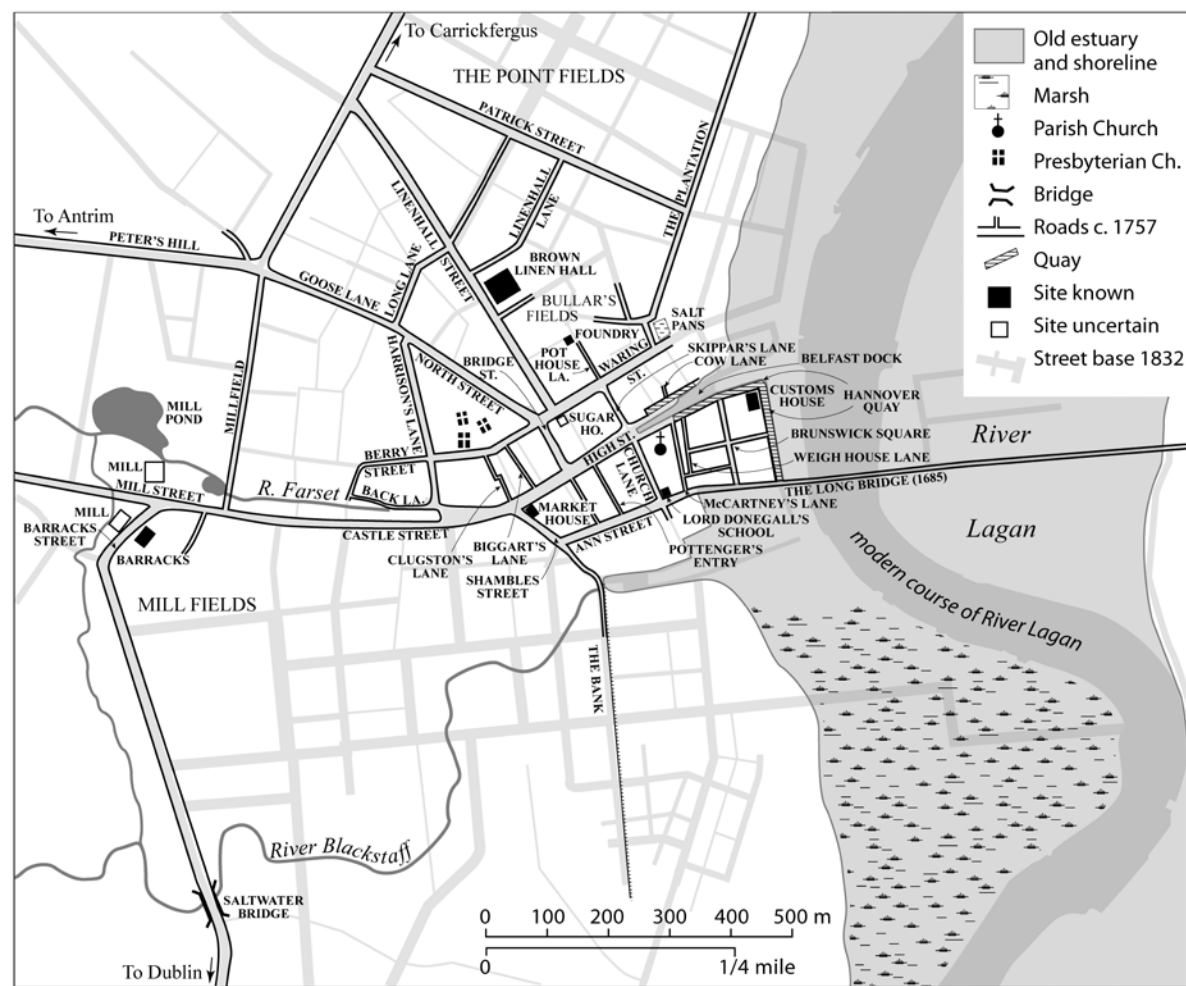 To Carrickfergus
THE POINT FIELDS
PATRICK STREET
THE PLANTATION
LINENHALL
LANE
LINENHALL
STREET
To Antrim
PETER'S HILL
GOOSE LANE
LONG LANE
BROWN
LINEN HALL
BULLAR'S
FIELDS
FOUNDRY
SALT
PANS
POT
HOUSE
LA.
WARING
ST.
SKIPPAR'S LANE
COW LANE
BELFAST DOCK
BRIDGE
ST.
NORTH STREET
HARRISON'S LANE
MILLFIELD
MILL
POND
SUGAR
HO.
CUSTOMS
HOUSE
HANNOVER
QUAY
BRUNSWICK SQUARE
WEIGH HOUSE LANE
HIGH ST.
CHURCH
LANE
BERRY
STREET
BACK LA.
MILL
MILL STREET
R. Farset
MILL
BARRACKS
STREET
BARRACKS
CASTLE STREET
CLUGSTON'S
LANE
BIGGART'S
LANE
MARKET
HOUSE
SHAMBLES
STREET
ANN STREET
THE LONG BRIDGE (1685)
McCARTNEY'S LANE
LORD DONEGALL'S
SCHOOL
POTTENGER'S
ENTRY
River
Lagan
modern course of River Lagan
MILL FIELDS
THE BANK
River Blackstaff
SALTWATER
BRIDGE
To Dublin
0 100 200 300 400 500 m
0 1/4 mile
Old estuary
and shoreline
Marsh
Parish Church
Presbyterian Ch.
Bridge
Roads c. 1757
Quay
Site known
Site uncertain
Street base 1832